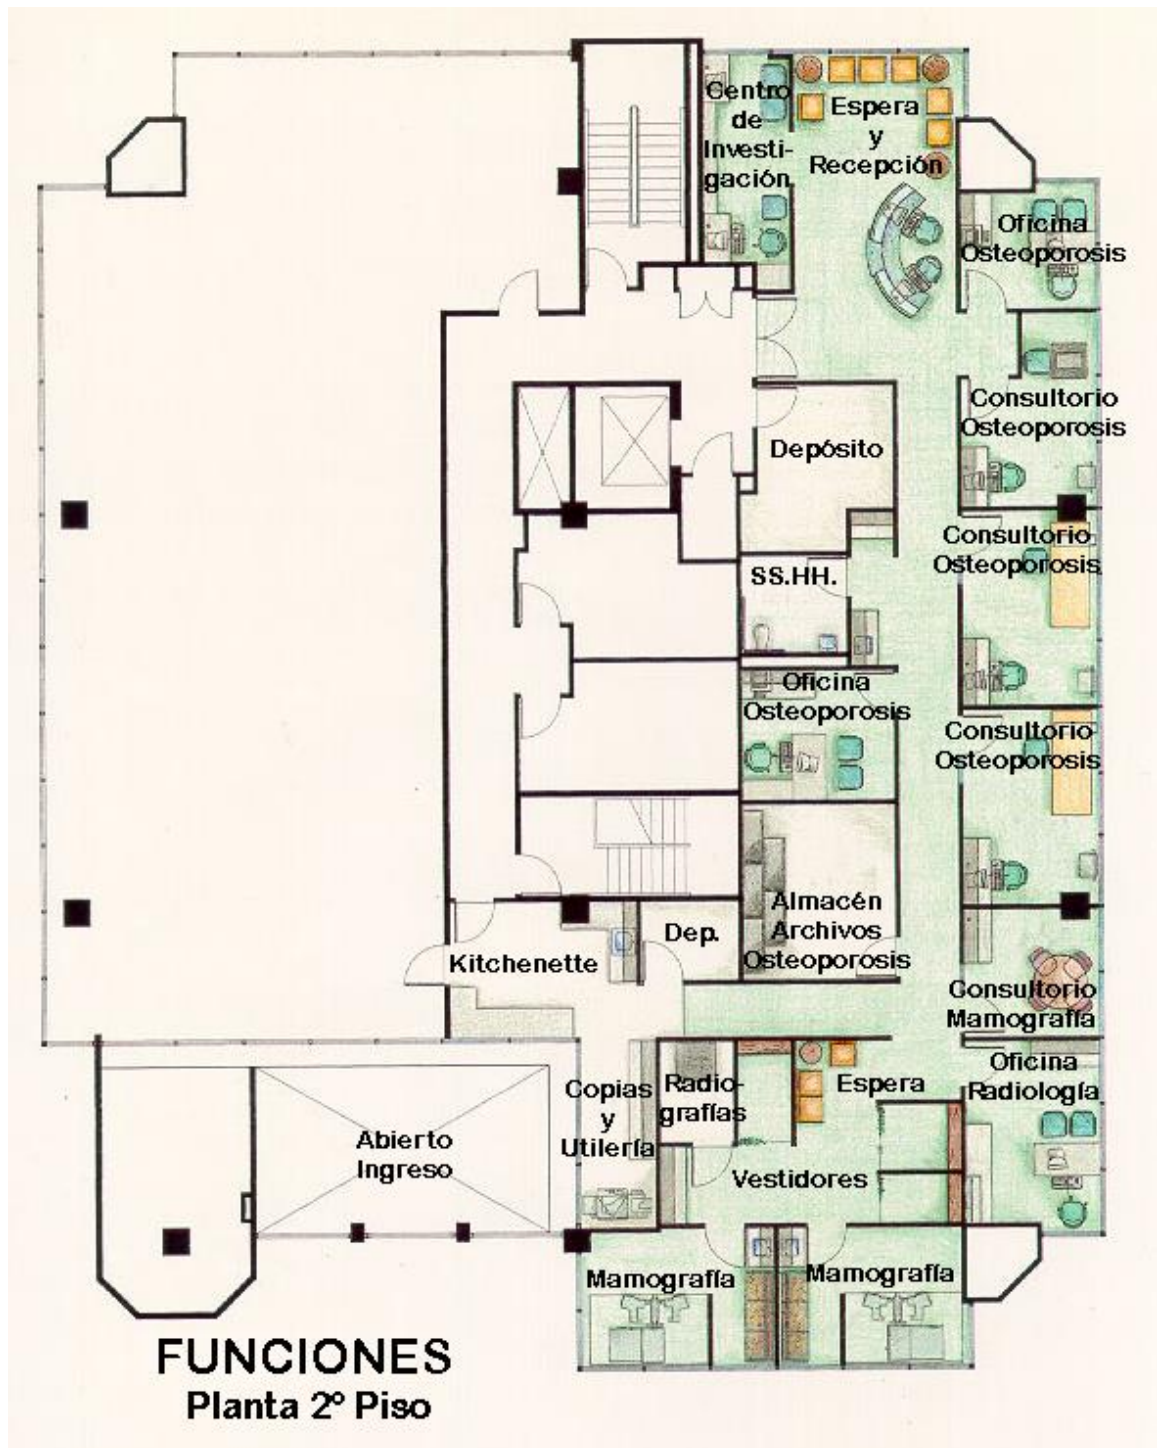 Centro
de
Investi-
gación
Espera
y
Recepción
Oficina
Osteoporosis
Consultorio
Osteoporosis
Depósito
Consultorio
Osteoporosis
SS.HH.
Oficina
Osteoporosis
Consultorio
Osteoporosis
Almacén
Archivos
Osteoporosis
Dep.
Kitchenette
Consultorio
Mamografía
Oficina
Radiología
Copias
y
Utilería
Radio-
grafías
Espera
Abierto
Ingreso
Vestidores
Mamografía
Mamografía
FUNCIONES
Planta 2º Piso